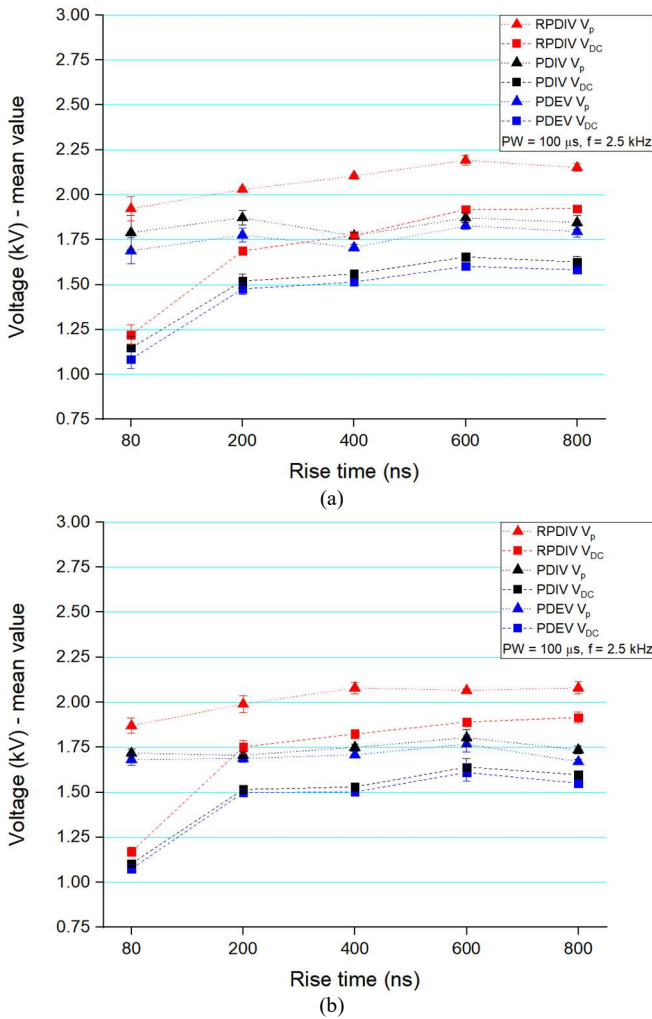 3.00
2.75
2.50
2.25
2.00
1.75
1.50
1.25
1.00
0.75
Voltage (kV) - mean value
RPDIV Vp
RPDIV VDC
PDIV Vp
PDIV VDC
PDEV Vp
PDEV VDC
PW = 100 μs, f = 2.5 kHz
80 200 400 600 800
Rise time (ns)
(a)
3.00
2.75
2.50
2.25
2.00
1.75
1.50
1.25
1.00
0.75
Voltage (kV) - mean value
RPDIV Vp
RPDIV VDC
PDIV Vp
PDIV VDC
PDEV Vp
PDEV VDC
PW = 100 μs, f = 2.5 kHz
80 200 400 600 800
Rise time (ns)
(b)